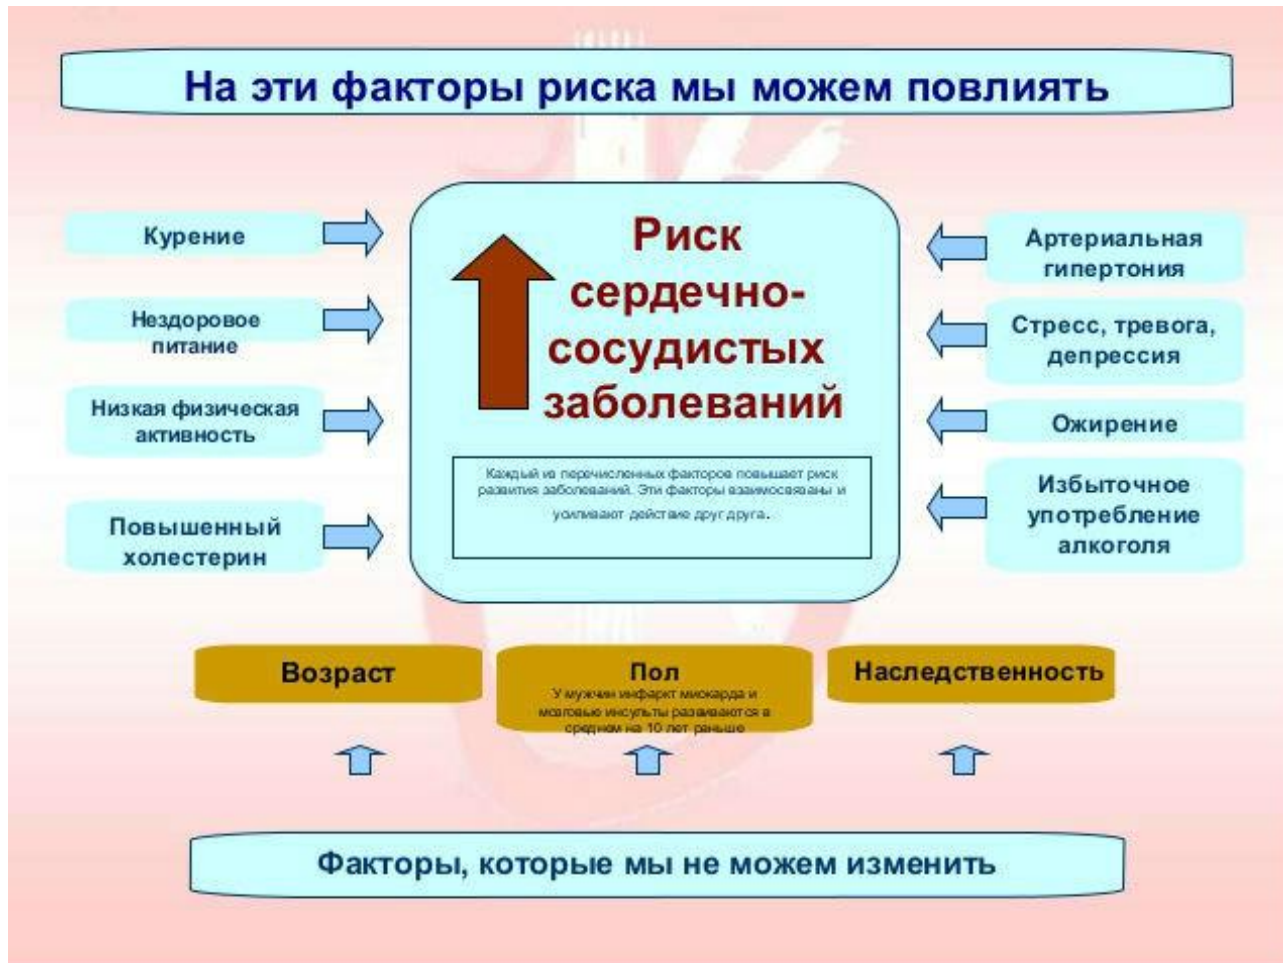 На эти факторы риска мы можем повлиять
Курение
Нездоровое
питание
Низкая физическая
активность
Повышенный
холестерин
Риск
сердечно-
сосудистых
заболеваний
Каждый из перечисленных факторов повышает риск
развития заболеваний. Эти факторы взаимосвязаны и
усиливают действие друг друга.
Артериальная
гипертония
Стресс, тревога,
депрессия
Ожирение
Избыточное
употребление
алкоголя
Возраст
Пол
У мужчин инфаркт миокарда и
мозговые инсульты развиваются в
среднем на 10 лет раньше
Наследственность
Факторы, которые мы не можем изменить